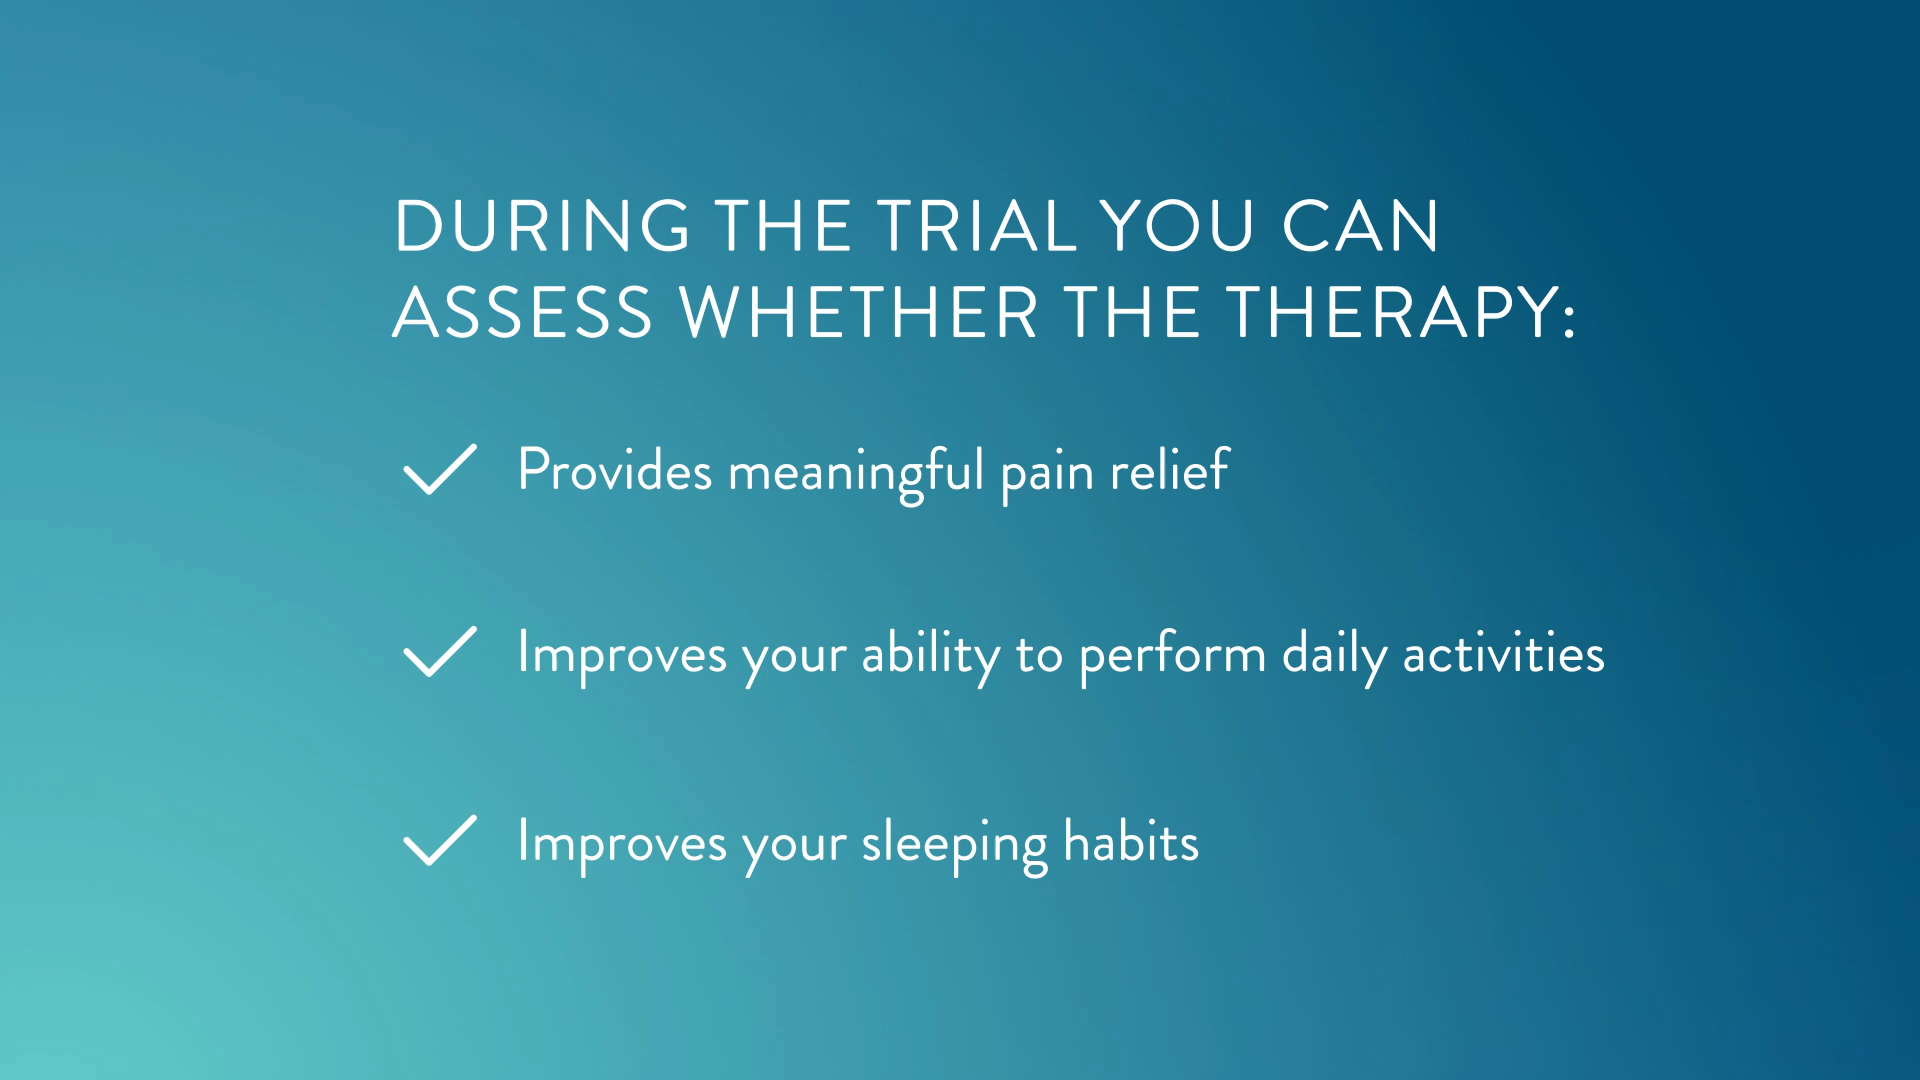 DURING THE TRIAL YOU CAN
ASSESS WHETHER THE THERAPY:
Provides meaningful pain relief
Improves your ability to perform daily activities
Improves your sleeping habits